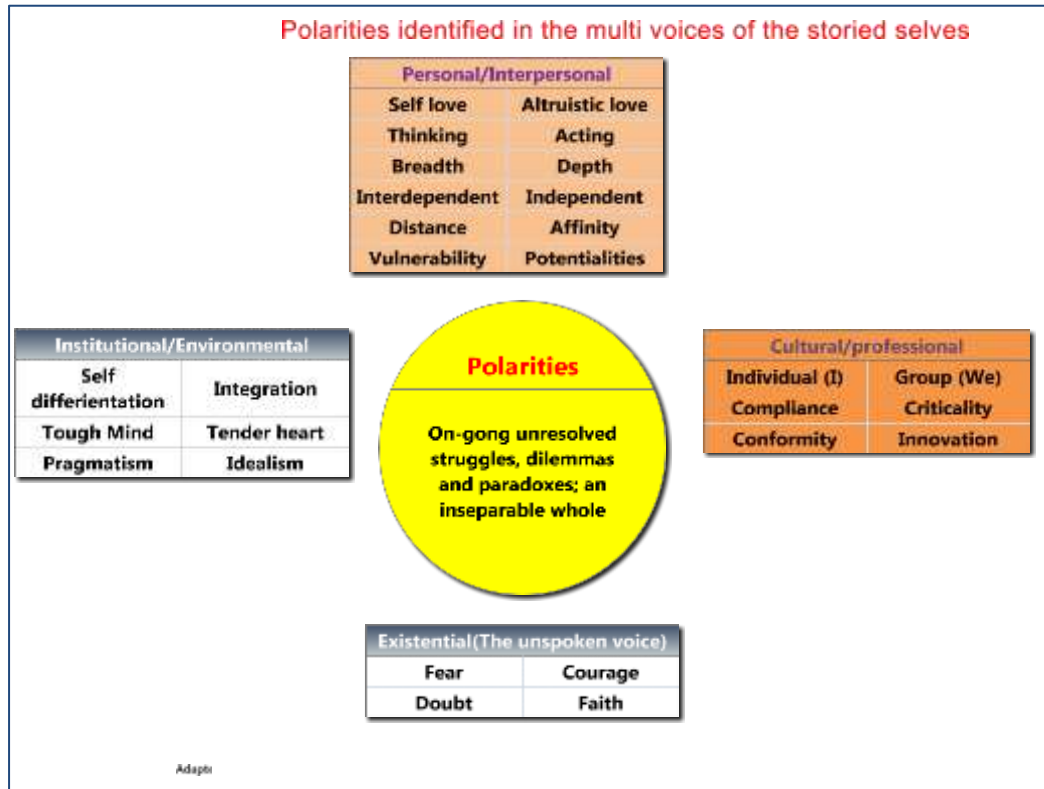 Polarities identified in the multi voices of the storied selves
Personal/Interpersonal
Self love Altruistic love
Thinking Acting
Breadth Depth
Interdependent Independent
Distance Affinity
Vulnerability Potentialities
Institutional/Environmental
Self
differientation Integration
Tough Mind Tender heart
Pragmatism Idealism
Polarities
On-gong unresolved
struggles, dilemmas
and paradoxes; an
inseparable whole
Cultural/professional
Individual (I) Group (We)
Compliance Criticality
Conformity Innovation
Existential(The unspoken voice)
Fear Courage
Doubt Faith